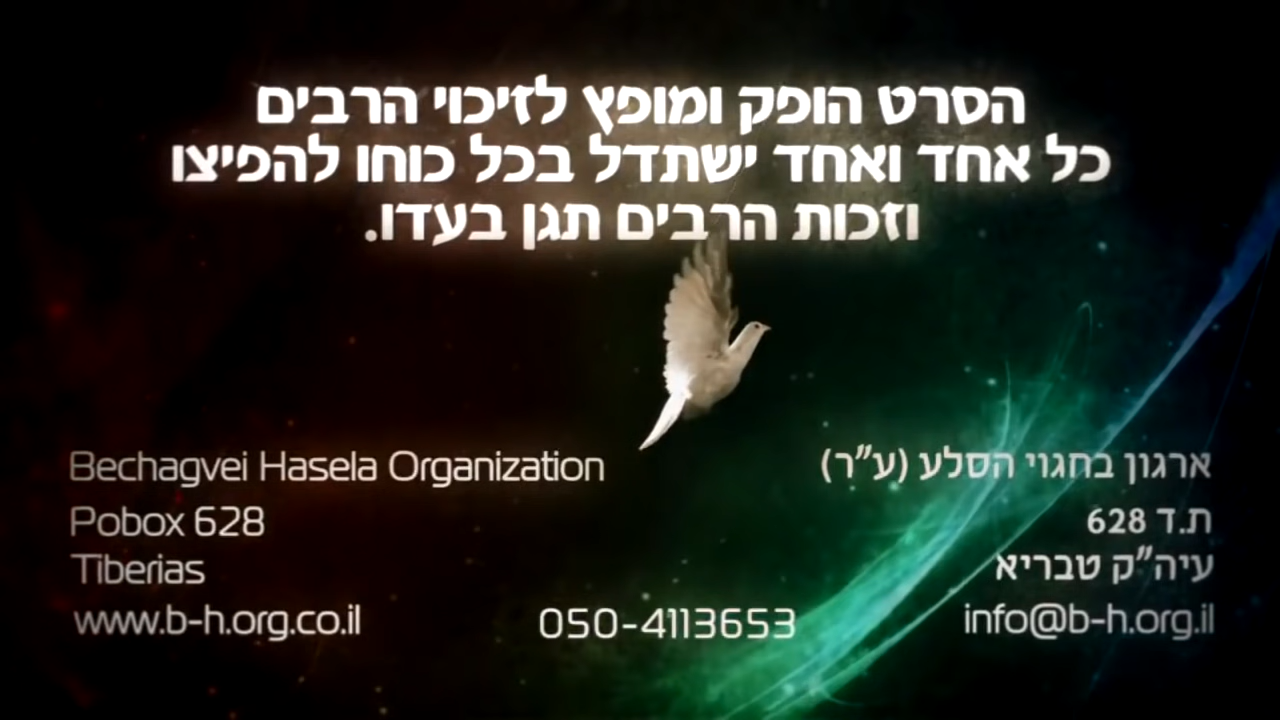 הסרט הופק ומופץ לזיכוי הרבים
כל אחד ואחד ישתדל בכל כוחו להפיצו
וזכות הרבים תגן בעדו.
Bechagvei Hasela Organization
ארגון בחגוי הסלע (ע"ר)
Pobox 628
ת.ד 628
Tiberias
עיה"ק טבריא
www.b-h.org.co.il
050-4113653
info@b-h.org.il